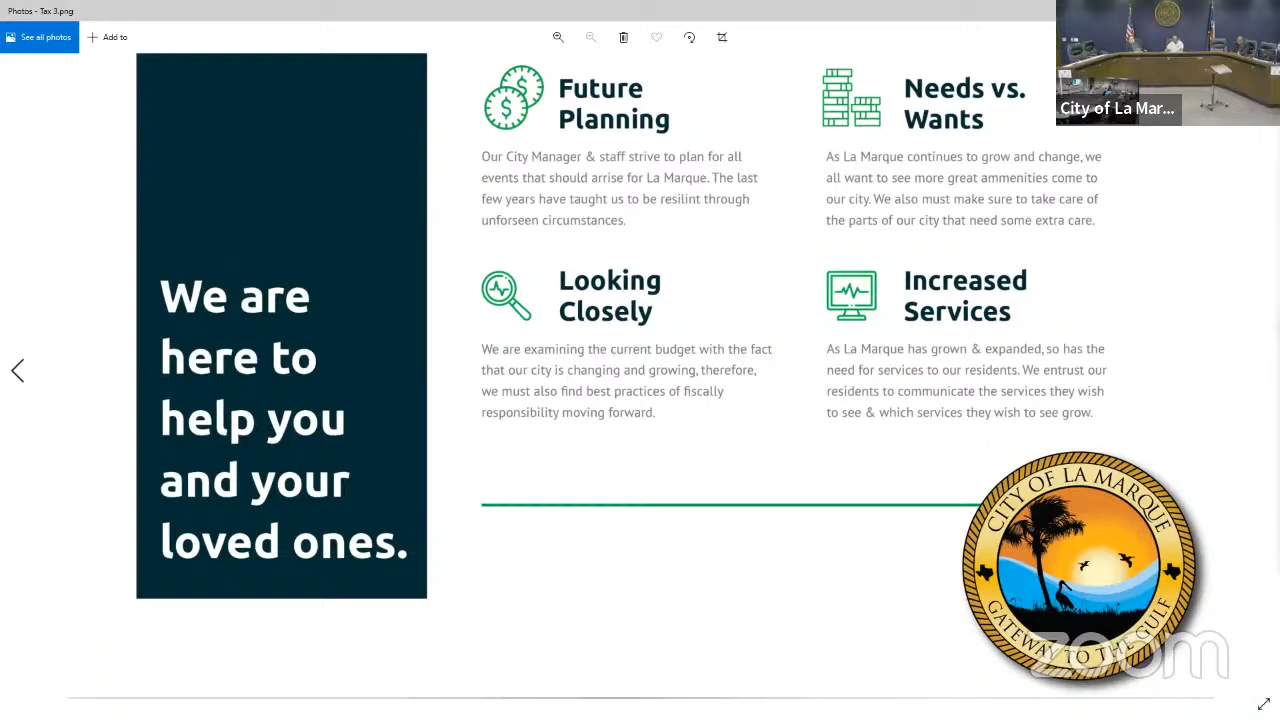 Photos - Tax 3.png
See all photos
Add to
City of La Mar...
We are
here to
help you
and your
loved ones.
Future
Planning
Our City Manager & staff strive to plan for all
events that should arrise for La Marque. The last
few years have taught us to be resilint through
unforseen circumstances.
Needs vs.
Wants
As La Marque continues to grow and change, we
all want to see more great ammenities come to
our city. We also must make sure to take care of
the parts of our city that need some extra care.
Looking
Closely
We are examining the current budget with the fact
that our city is changing and growing, therefore,
we must also find best practices of fiscally
responsibility moving forward.
Increased
Services
As La Marque has grown & expanded, so has the
need for services to our residents. We entrust our
residents to communicate the services they wish
to see & which services they wish to see grow.
CITY OF LA MARQUE
GATEWAY TO THE GULF
zoom